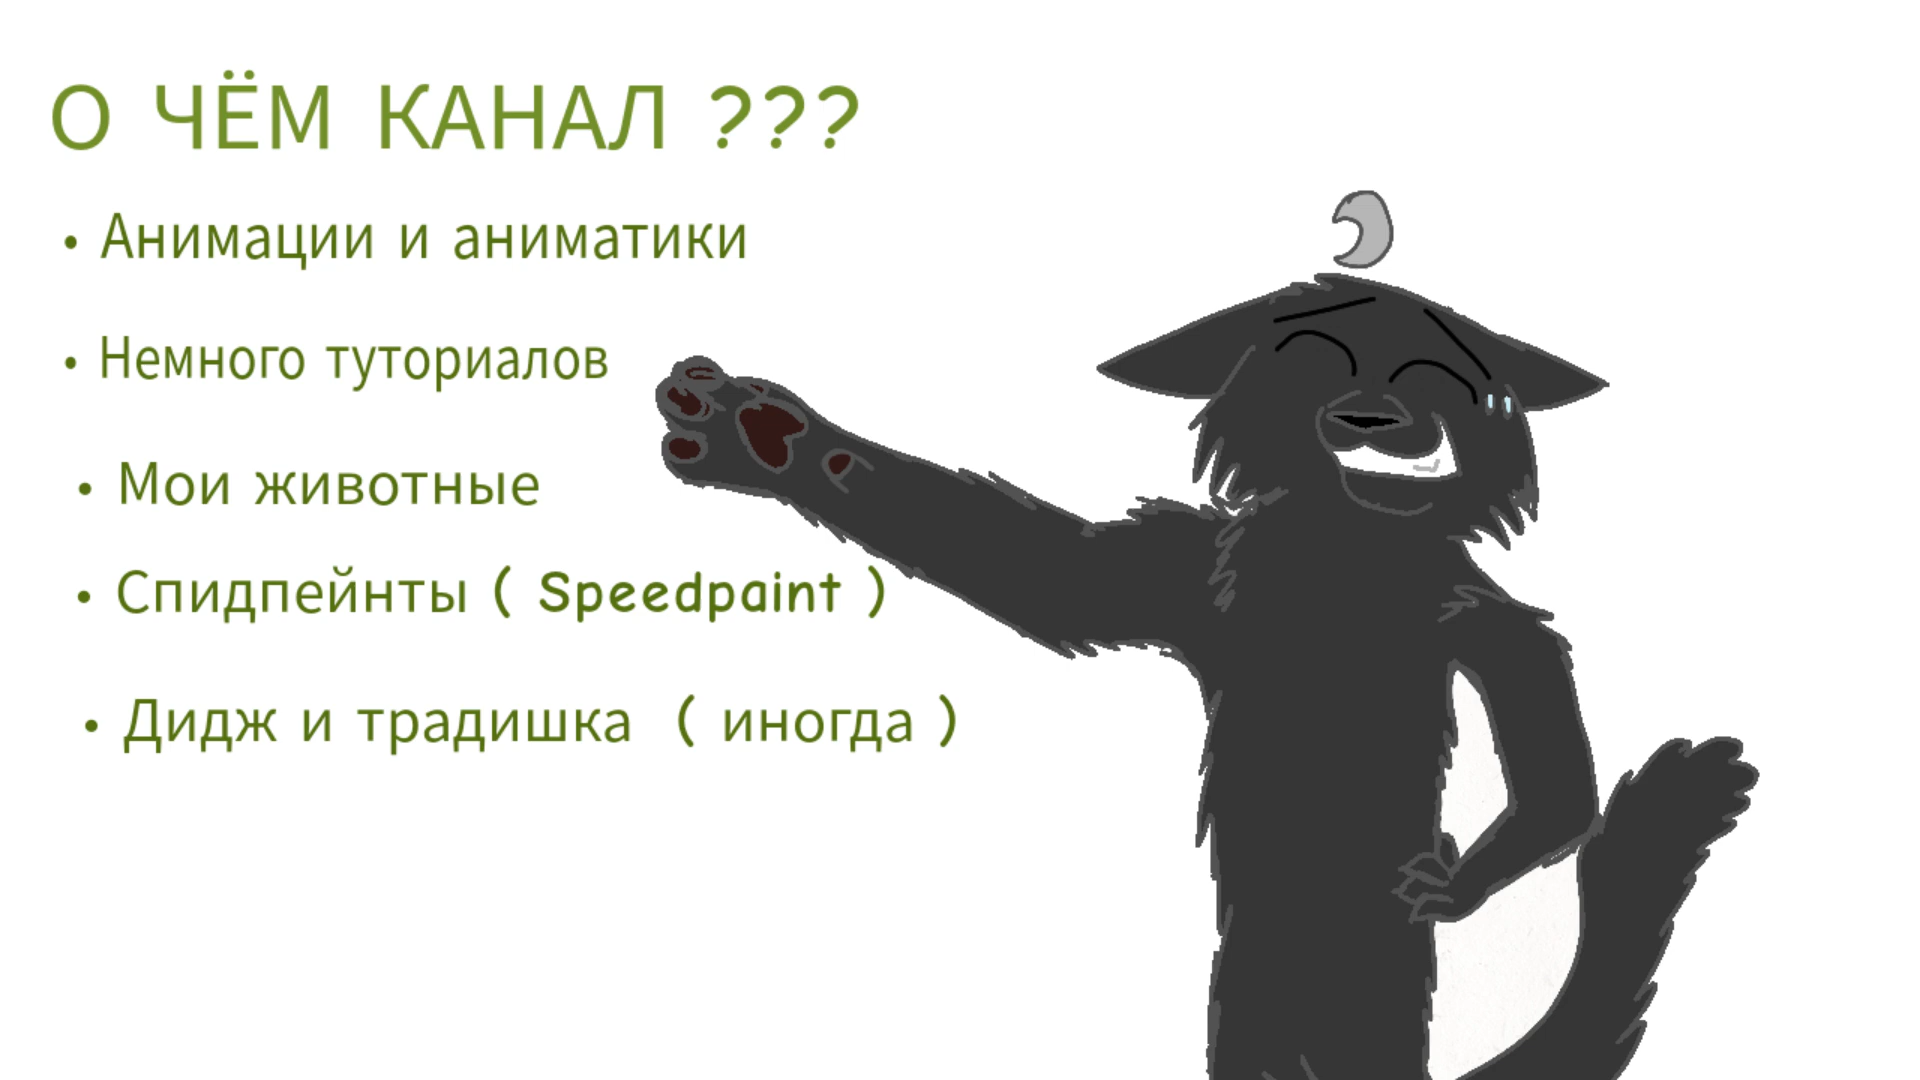 О ЧЁМ КАНАЛ ???
• Анимации и аниматики
• Немного туториалов
• Мои животные
• Спидпейнты ( Speedpaint )
• Дидж и традишка ( иногда )